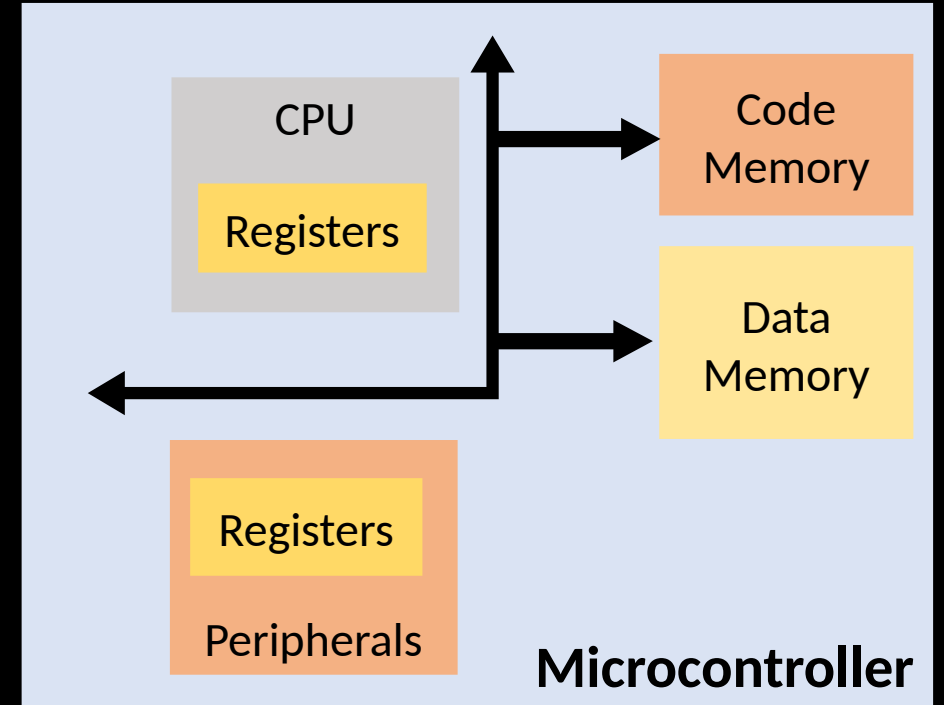 CPU
Registers
Code
Memory
Data
Memory
Registers
Peripherals
Microcontroller